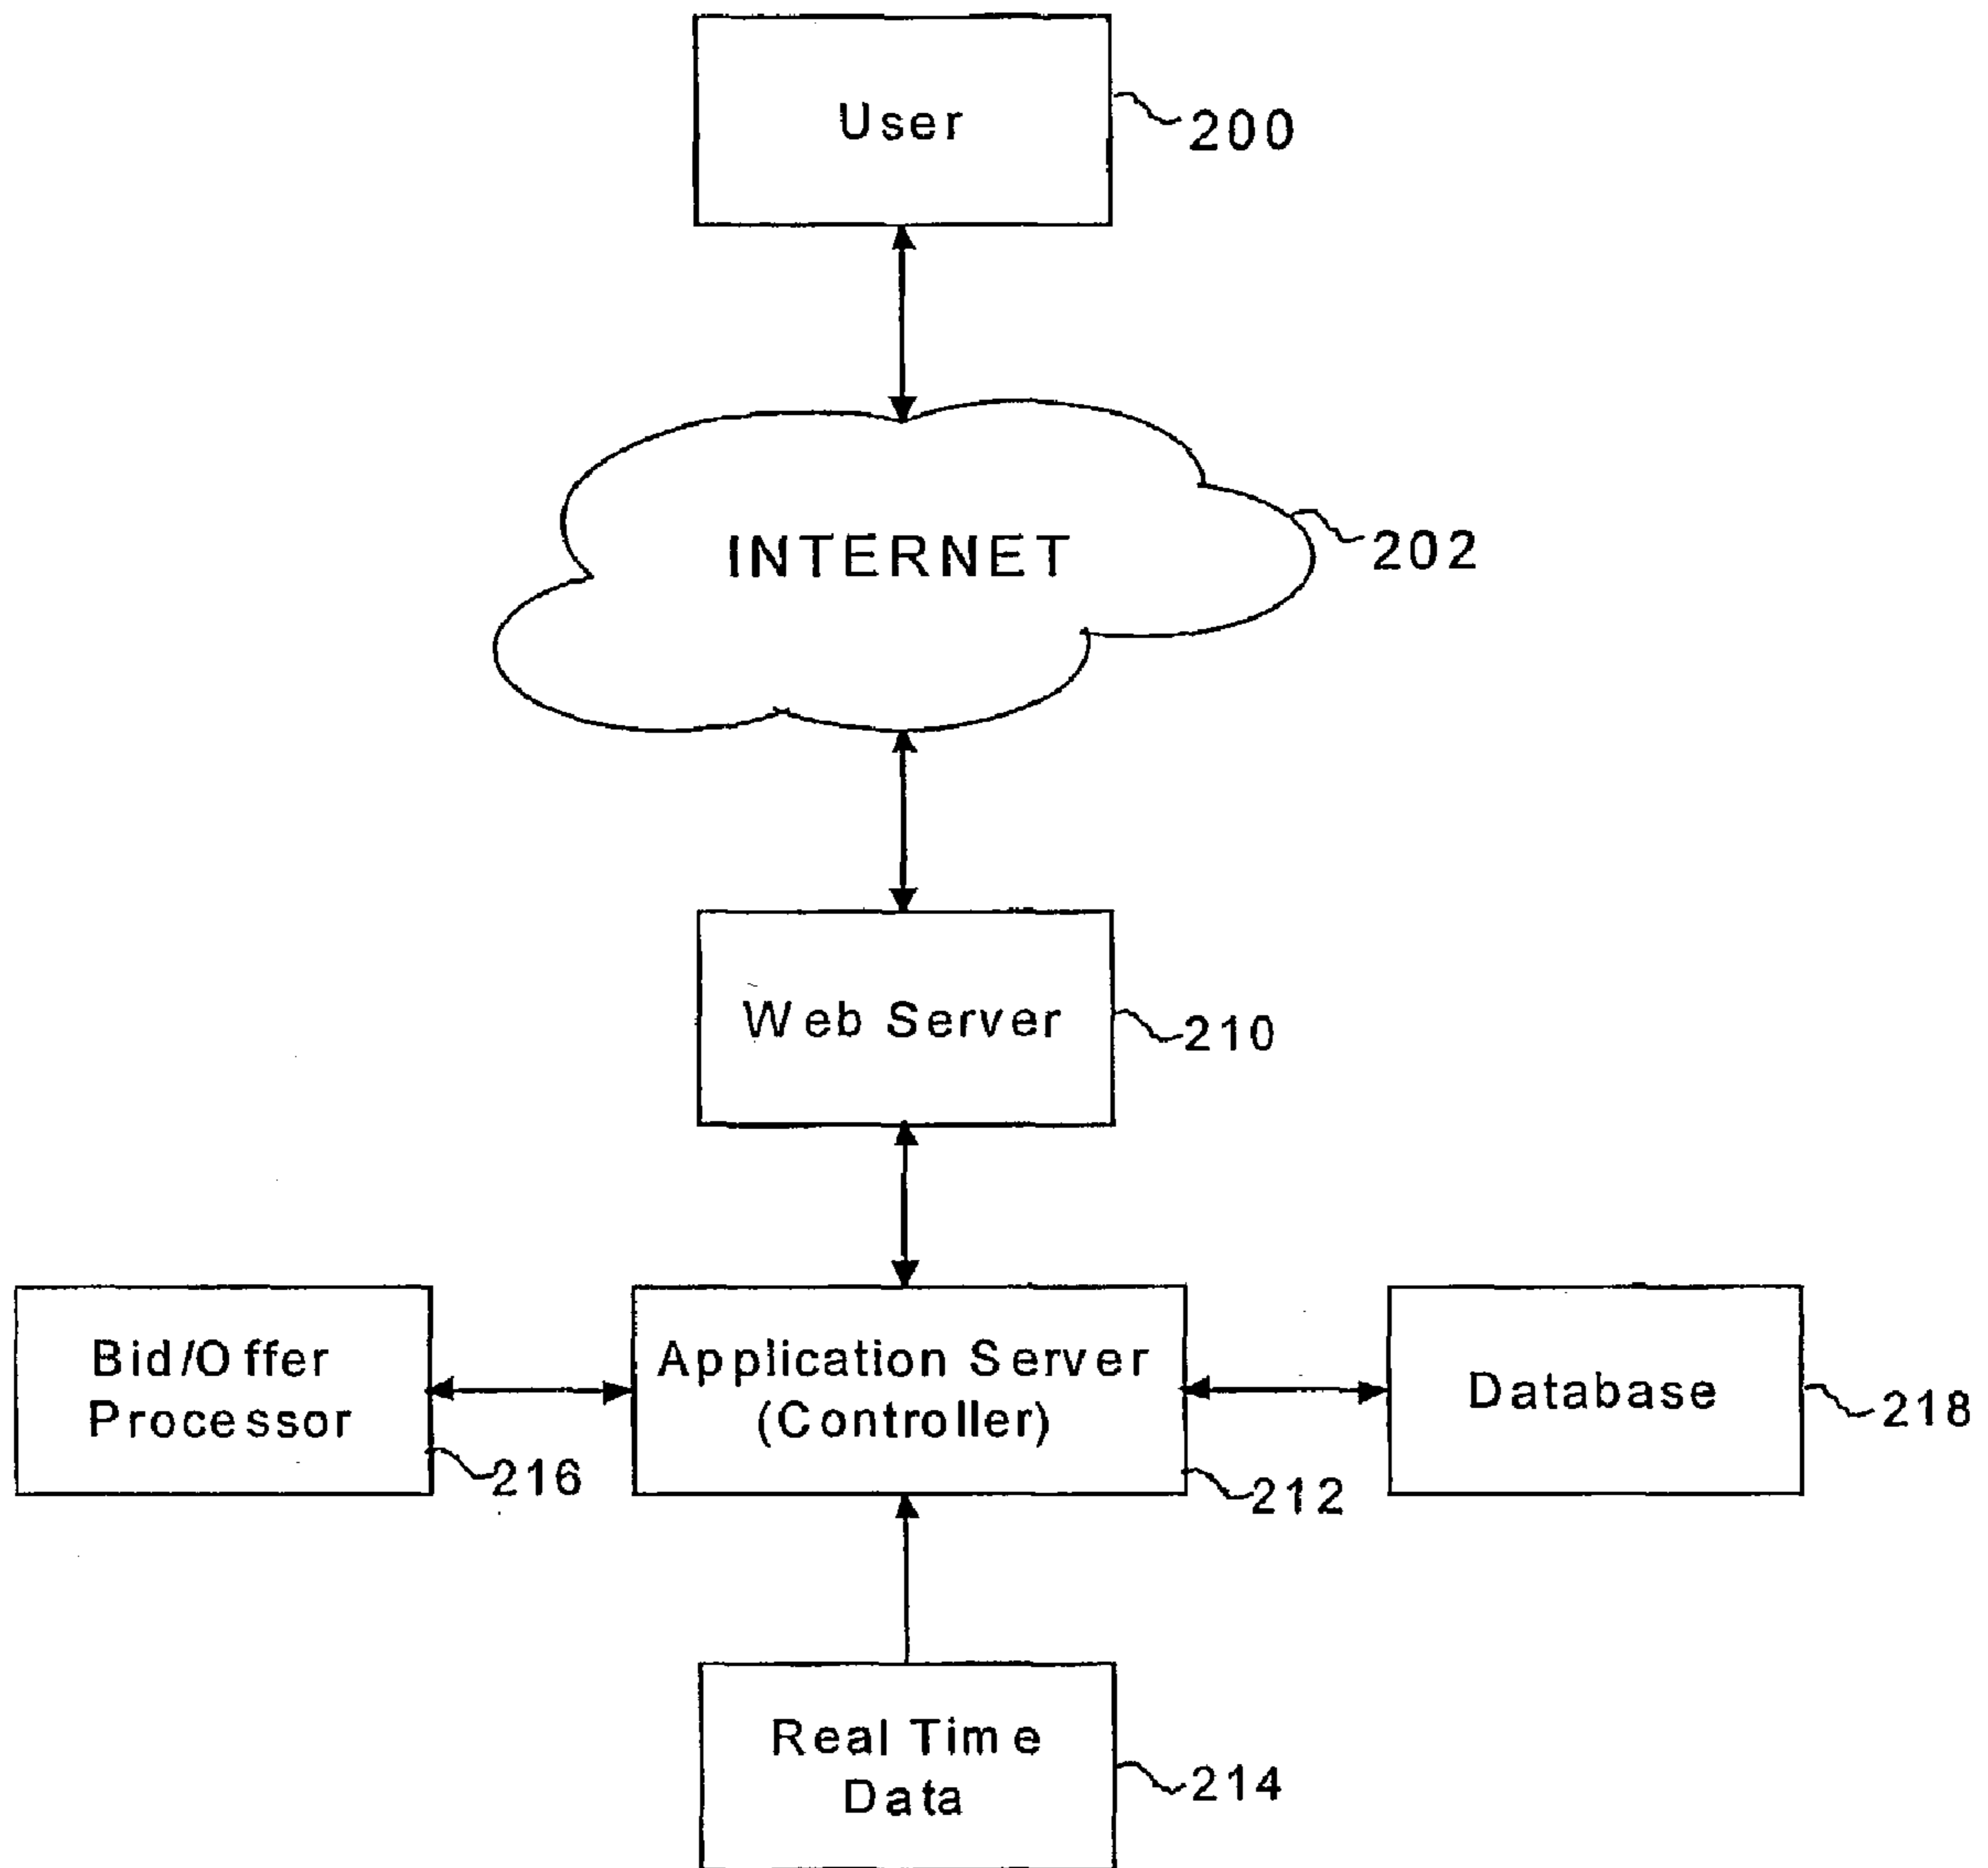 User
200
INTERNET
202
Web Server
210
Bid/Offer
Processor
216
Application Server
(Controller)
212
Database
218
Real Time
Data
214